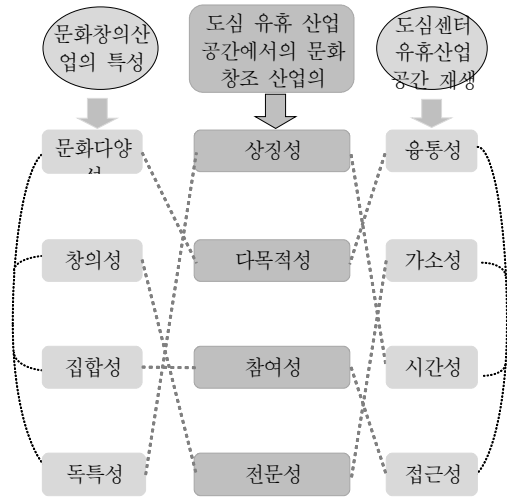 문화창의산
업의 특성
도심 유휴 산업
공간에서의 문화
창조 산업의
도심센터
유휴산업
공간 재생
문화다양
상징성
융통성
창의성
다목적성
가소성
집합성
참여성
시간성
독특성
전문성
접근성